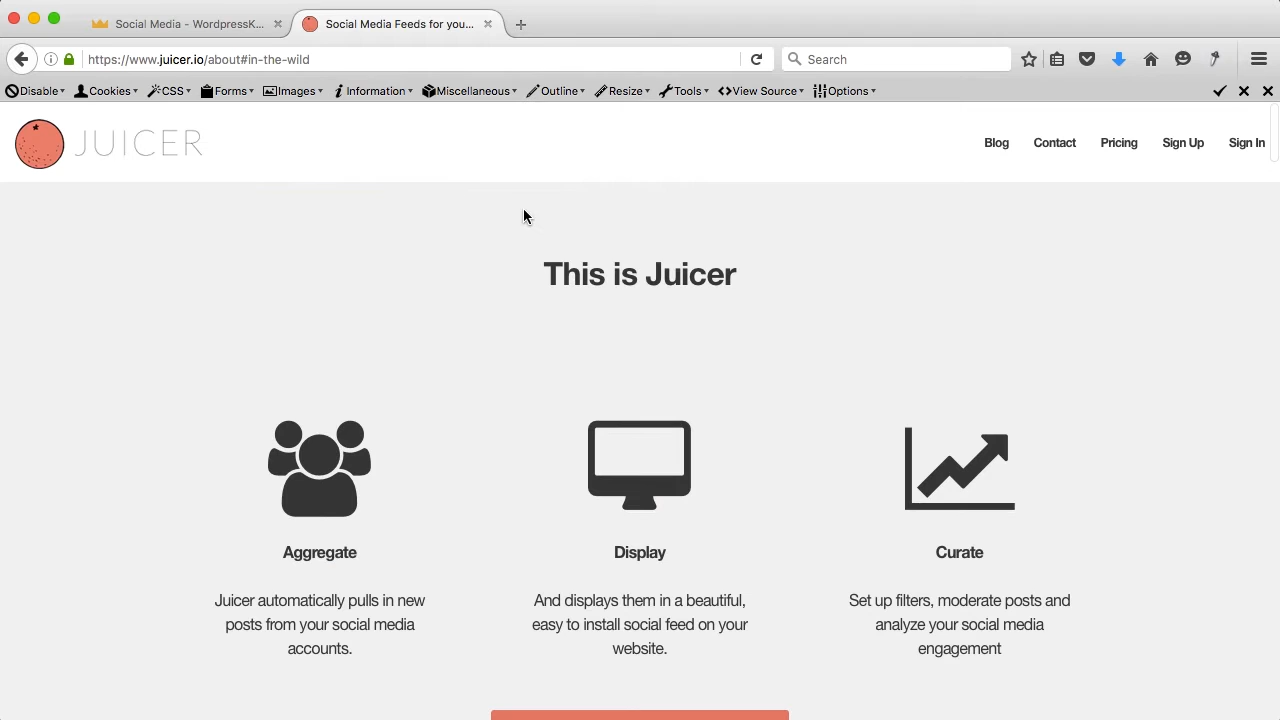 Social Media - WordpressK...
Social Media Feeds for you...
https://www.juicer.io/about#in-the-wild
Search
Disable Cookies CSS Forms Images Information Miscellaneous Outline Resize Tools View Source Options
JUICER
Blog Contact Pricing Sign Up Sign In
This is Juicer
Aggregate
Juicer automatically pulls in new
posts from your social media
accounts.
Display
And displays them in a beautiful,
easy to install social feed on your
website.
Curate
Set up filters, moderate posts and
analyze your social media
engagement